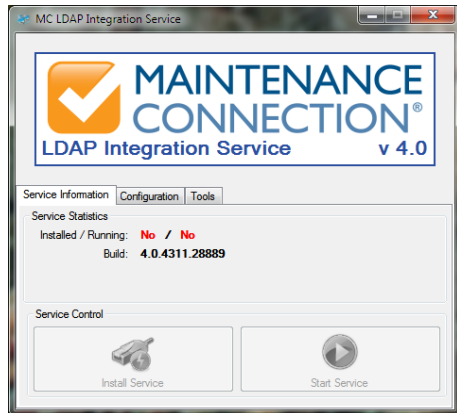 MC LDAP Integration Service
MAINTENANCE
CONNECTION®
LDAP Integration Service v 4.0
Service Information Configuration Tools
Service Statistics
Installed / Running: No / No
Build: 4.0.4311.28889
Service Control
Install Service Start Service